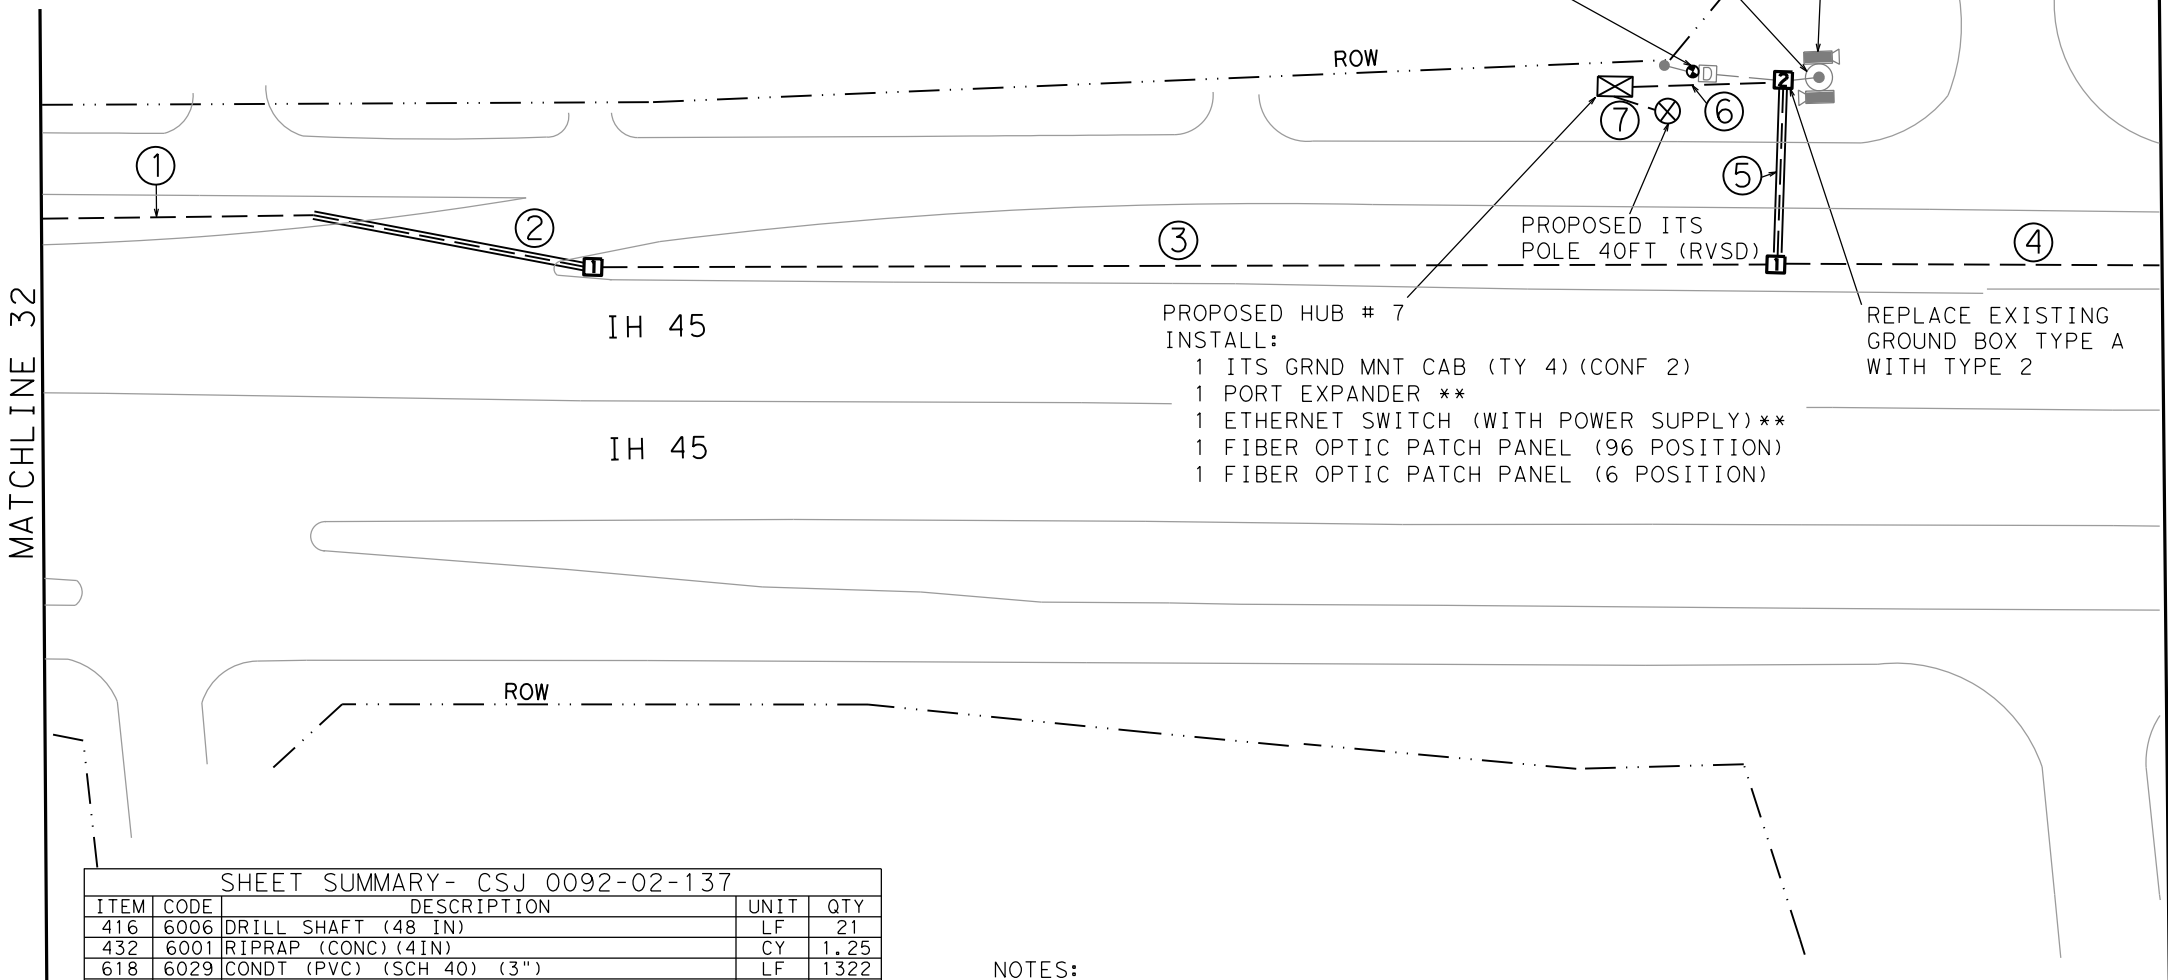 ROW
D
2
7
6
1
5
2
3
PROPOSED ITS
POLE 40FT (RVSD)
4
1
1
MATCHLINE 32
IH 45
PROPOSED HUB # 7
INSTALL:
1 ITS GRND MNT CAB (TY 4)(CONF 2)
1 PORT EXPANDER **
1 ETHERNET SWITCH (WITH POWER SUPPLY)**
1 FIBER OPTIC PATCH PANEL (96 POSITION)
1 FIBER OPTIC PATCH PANEL (6 POSITION)
REPLACE EXISTING
GROUND BOX TYPE A
WITH TYPE 2
IH 45
ROW
SHEET SUMMARY- CSJ 0092-02-137
ITEM CODE DESCRIPTION UNIT QTY
416 6006 DRILL SHAFT (48 IN) LF 21
432 6001 RIPRAP (CONC)(4IN) CY 1.25
618 6029 CONDT (PVC) (SCH 40) (3") LF 1322
NOTES: